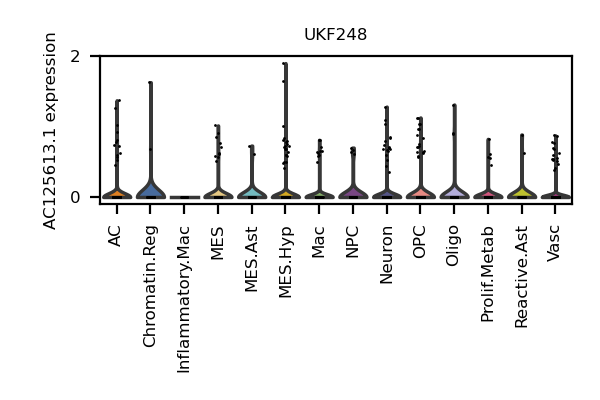 UKF248
AC125613.1 expression
2
0
AC
Chromatin.Reg
Inflammatory.Mac
MES
MES.Ast
MES.Hyp
Mac
NPC
Neuron
OPC
Oligo
Prolif.Metab
Reactive.Ast
Vasc